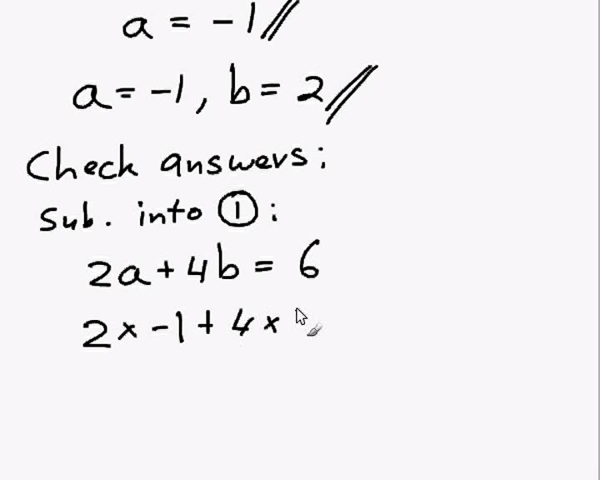 a = -1//
a = -1, b = 2//
Check answers:
Sub. into ①:
2a + 4b = 6
2 × -1 + 4 ×